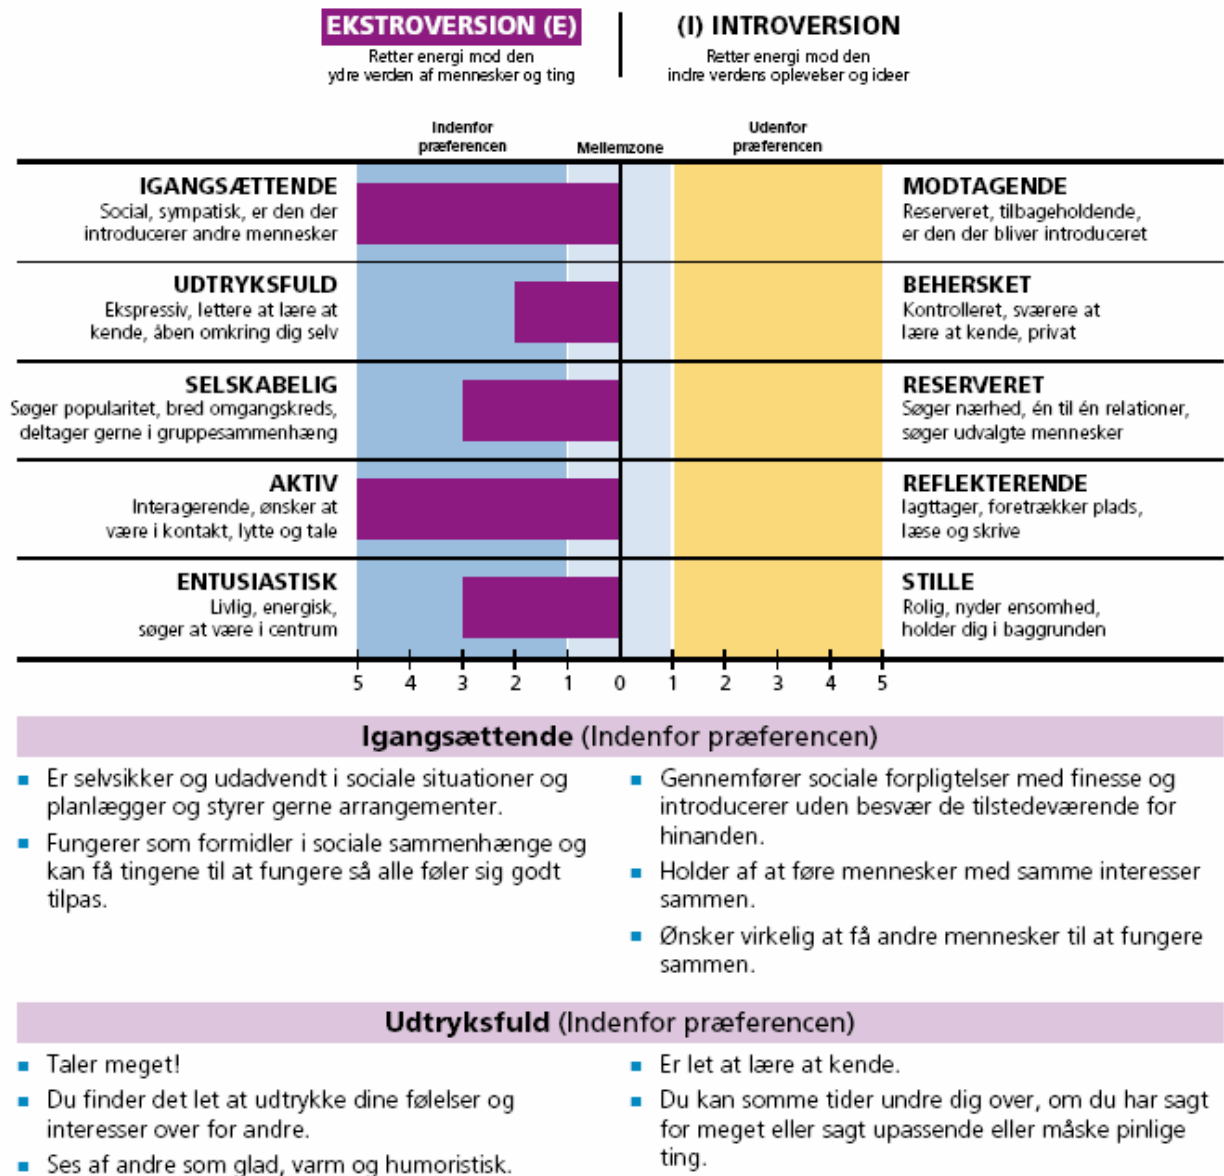 EKSTROVERSION (E)
Retter energi mod den
ydre verden af mennesker og ting
(I) INTROVERSION
Retter energi mod den
indre verdens oplevelser og ideer
Indenfor
præferencen
Mellemzone
Udenfor
præferencen
IGANGSÆTTENDE
Social, sympatisk, er den der
introducerer andre mennesker
MODTAGENDE
Reserveret, tilbageholdende,
er den der bliver introduceret
UDTRYKSFULD
Ekspressiv, lettere at lære at
kende, åben omkring dig selv
BEHERSKET
Kontrolleret, sværere at
lære at kende, privat
SELSKABELIG
Søger popularitet, bred omgangskreds,
deltager gerne i gruppesammenhæng
RESERVERET
Søger nærhed, én til én relationer,
søger udvalgte mennesker
AKTIV
Interagerende, ønsker at
være i kontakt, lytte og tale
REFLEKTERENDE
Iagttager, foretrækker plads,
læse og skrive
ENTUSIASTISK
Livlig, energisk,
søger at være i centrum
STILLE
Rolig, nyder ensomhed,
holder dig i baggrunden
5 4 3 2 1 0 1 2 3 4 5
Igangsættende (Indenfor præferencen)
Er selvsikker og udadvendt i sociale situationer og
planlægger og styrer gerne arrangementer.
Fungerer som formidler i sociale sammenhænge og
kan få tingene til at fungere så alle føler sig godt
tilpas.
Gennemfører sociale forpligtelser med finesse og
introducerer uden besvær de tilstedeværende for
hinanden.
Holder af at føre mennesker med samme interesser
sammen.
Ønsker virkelig at få andre mennesker til at fungere
sammen.
Udtryksfuld (Indenfor præferencen)
Taler meget!
Du finder det let at udtrykke dine følelser og
interesser over for andre.
Ses af andre som glad, varm og humoristisk.
Er let at lære at kende.
Du kan somme tider undre dig over, om du har sagt
for meget eller sagt upassende eller måske pinlige
ting.